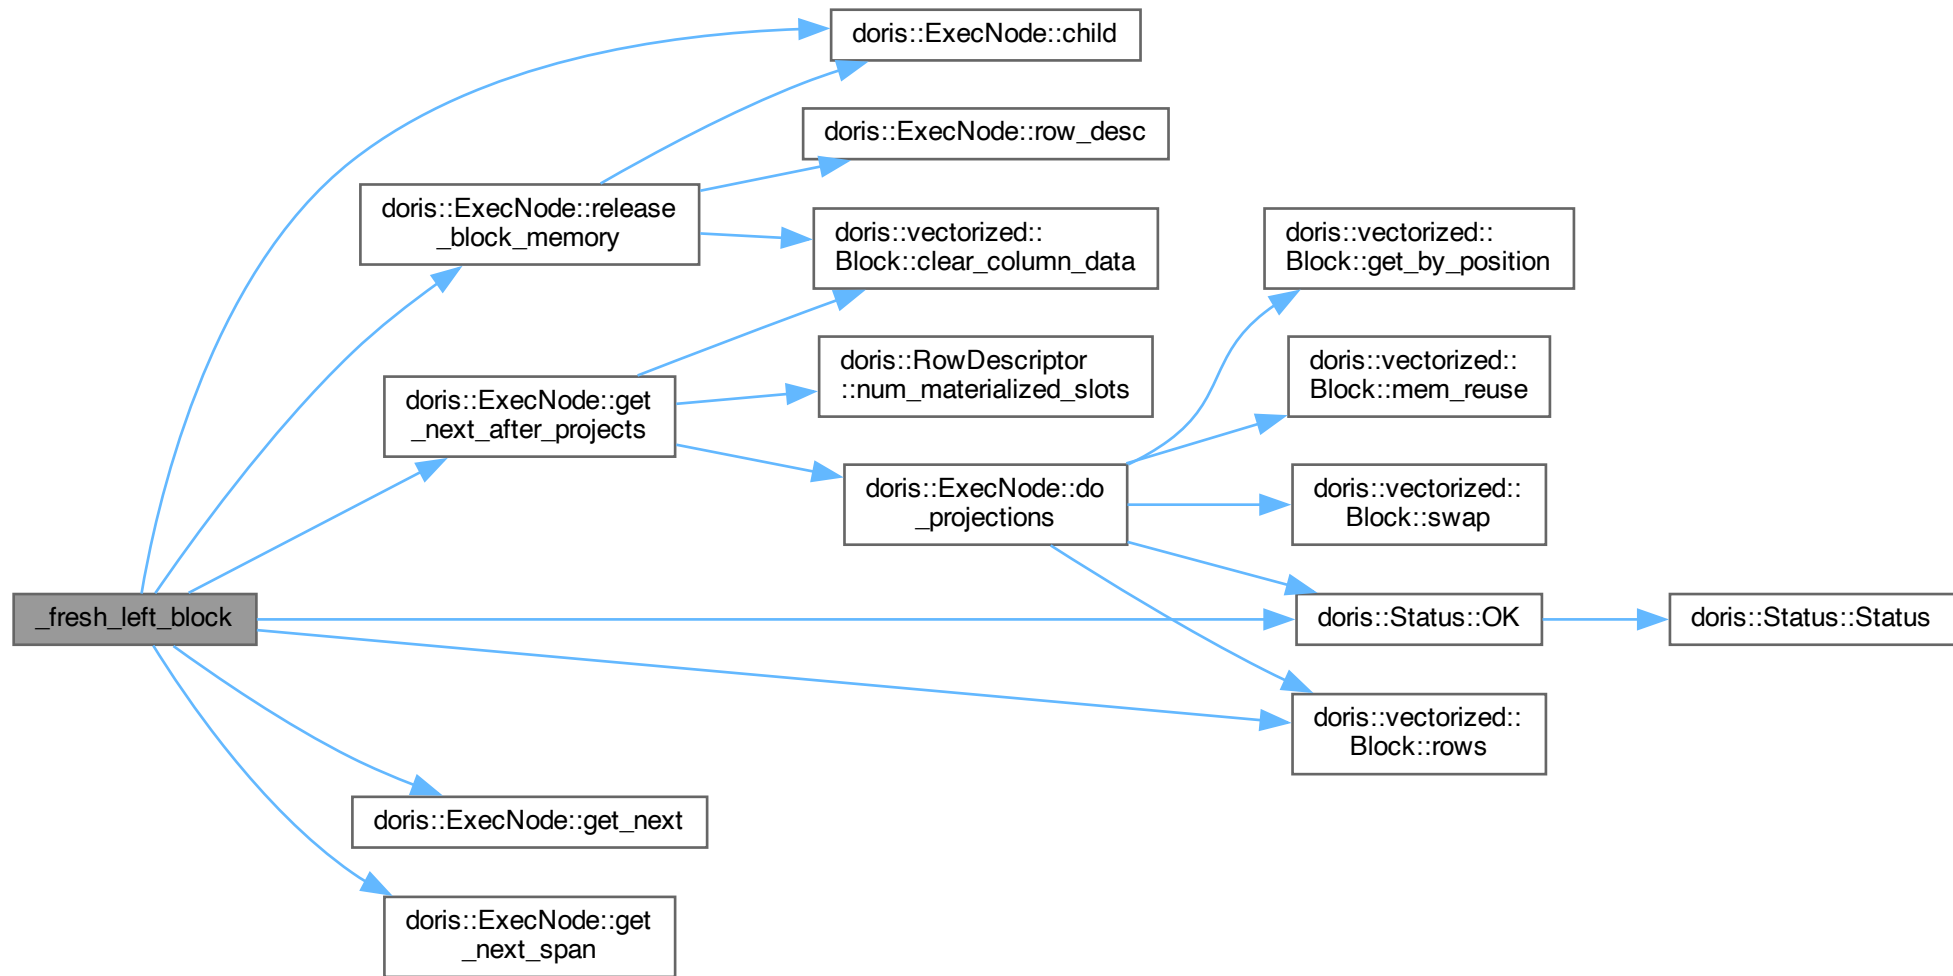 _fresh_left_block
doris::ExecNode::child
doris::ExecNode::release
_block_memory
doris::ExecNode::row_desc
doris::vectorized::
Block::clear_column_data
doris::ExecNode::get
_next_after_projects
doris::RowDescriptor
::num_materialized_slots
doris::ExecNode::do
_projections
doris::vectorized::
Block::get_by_position
doris::vectorized::
Block::mem_reuse
doris::vectorized::
Block::swap
doris::Status::OK
doris::Status::Status
doris::vectorized::
Block::rows
doris::ExecNode::get_next
doris::ExecNode::get
_next_span